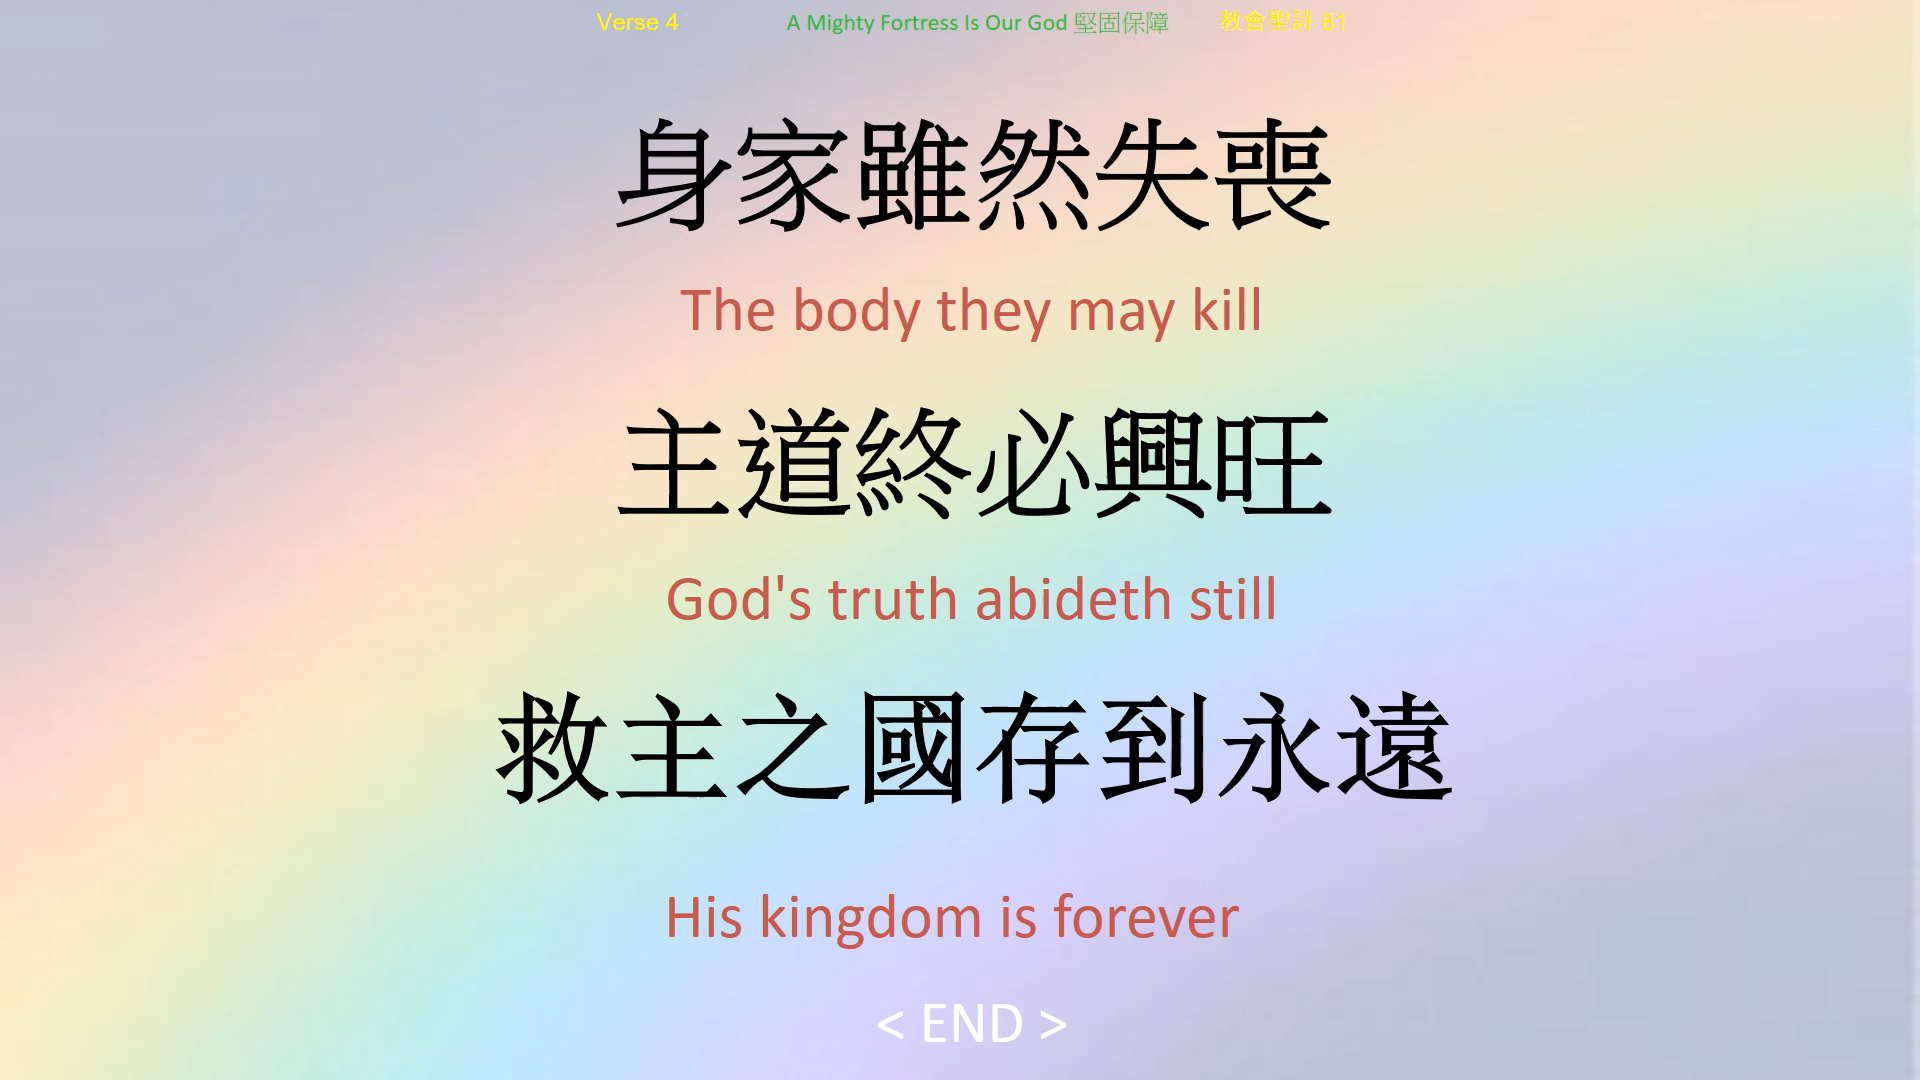 Verse 4 A Mighty Fortress Is Our God 堅固保障 教會聖詩 81
身家雖然失喪
The body they may kill
主道終必興旺
God's truth abideth still
救主之國存到永遠
His kingdom is forever
< END >